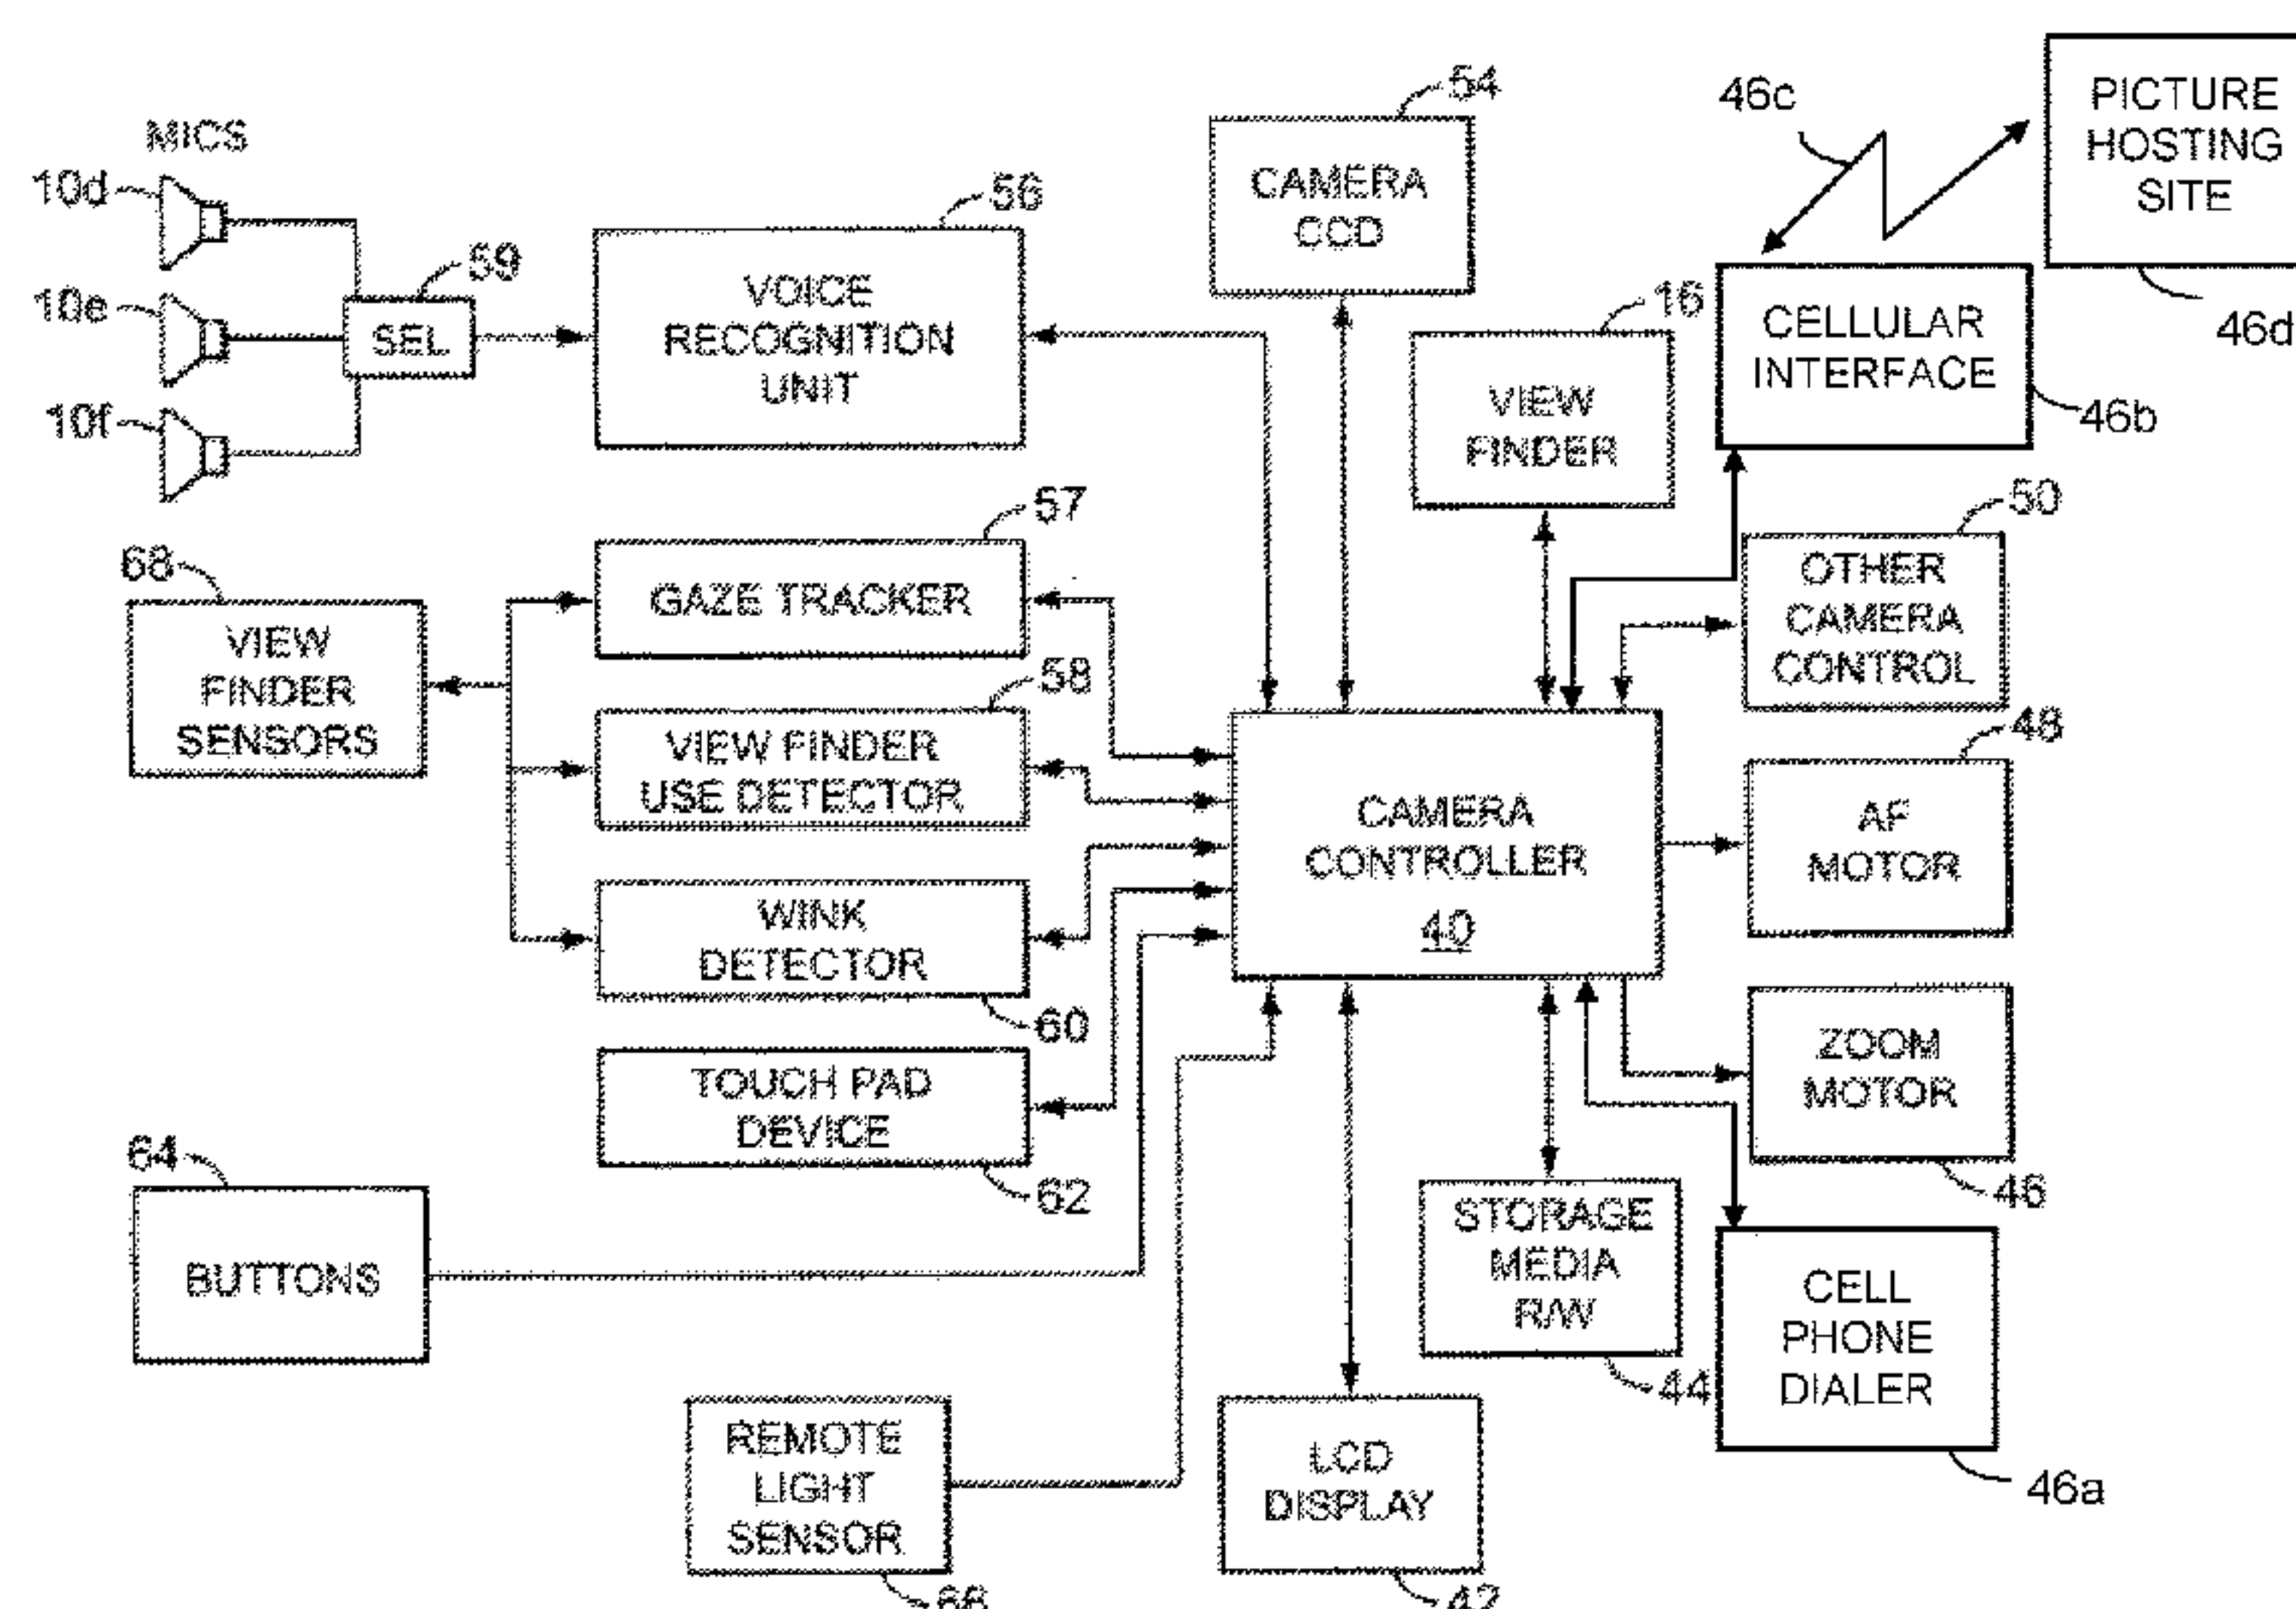 MICS
10d
10e
10f
59
SEL
56
VOICE
RECOGNITION
UNIT
54
CAMERA
CCD
16
VIEW
FINDER
46c
PICTURE
HOSTING
SITE
46d
CELLULAR
INTERFACE
46b
50
OTHER
CAMERA
CONTROL
68
VIEW
FINDER
SENSORS
57
GAZE TRACKER
58
VIEW FINDER
USE DETECTOR
WINK
DETECTOR
60
TOUCH PAD
DEVICE
62
CAMERA
CONTROLLER
40
48
AF
MOTOR
ZOOM
MOTOR
46
64
BUTTONS
STORAGE
MEDIA
R/W
44
CELL
PHONE
DIALER
46a
REMOTE
LIGHT
SENSOR
66
LCD
DISPLAY
42